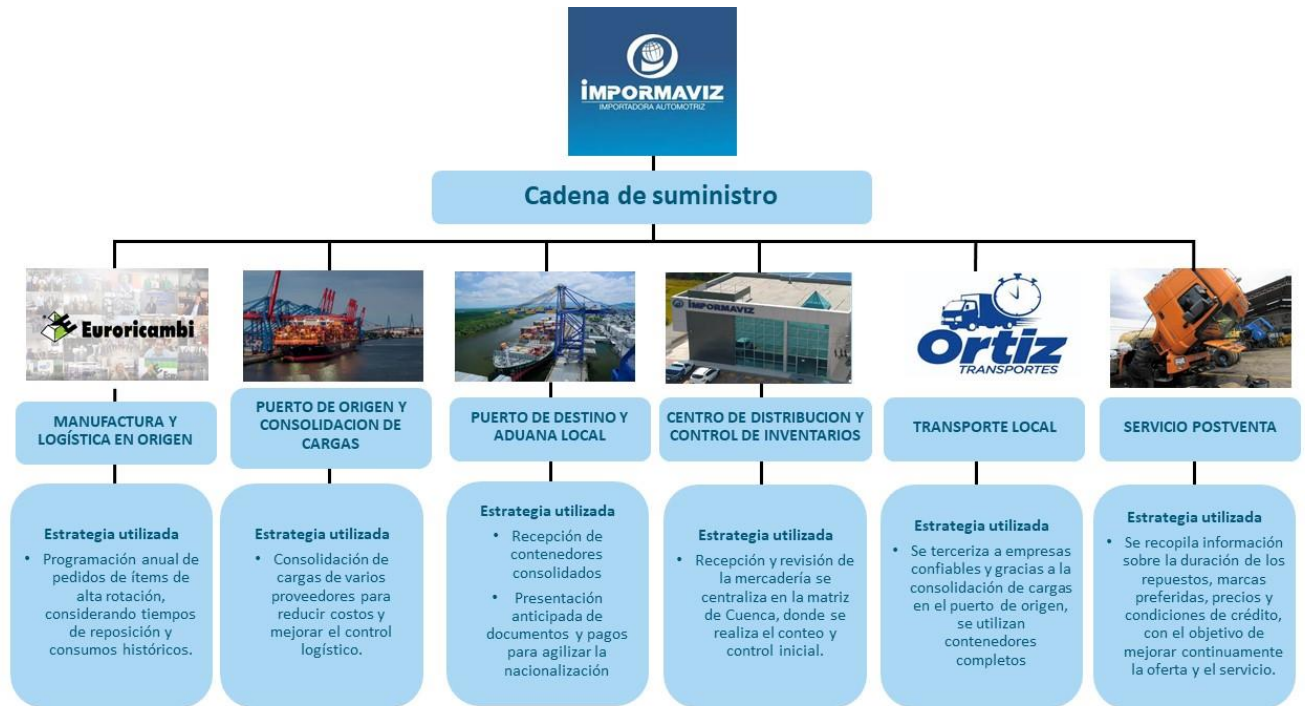 İMPORMAVIZ
IMPORTADORA AUTOMOTRIZ
Cadena de suministro
Euroricambi
İMPORMAVIZ
Ortiz
TRANSPORTES
MANUFACTURA Y
LOGÍSTICA EN ORIGEN
PUERTO DE ORIGEN Y
CONSOLIDACION DE
CARGAS
PUERTO DE DESTINO Y
ADUANA LOCAL
CENTRO DE DISTRIBUCION Y
CONTROL DE INVENTARIOS
TRANSPORTE LOCAL
SERVICIO POSTVENTA
Estrategia utilizada
• Programación anual de
pedidos de ítems de
alta rotación,
considerando tiempos
de reposición y
consumos históricos.
Estrategia utilizada
• Consolidación de
cargas de varios
proveedores para
reducir costos y
mejorar el control
logístico.
Estrategia utilizada
• Recepción de
contenedores
consolidados
• Presentación
anticipada de
documentos y pagos
para agilizar la
nacionalización
Estrategia utilizada
• Recepción y revisión de
la mercadería se
centraliza en la matriz
de Cuenca, donde se
realiza el conteo y
control inicial.
Estrategia utilizada
• Se terceriza a empresas
confiables y gracias a la
consolidación de cargas
en el puerto de origen,
se utilizan
contenedores
completos
Estrategia utilizada
• Se recopila información
sobre la duración de los
repuestos, marcas
preferidas, precios y
condiciones de crédito,
con el objetivo de
mejorar continuamente
la oferta y el servicio.